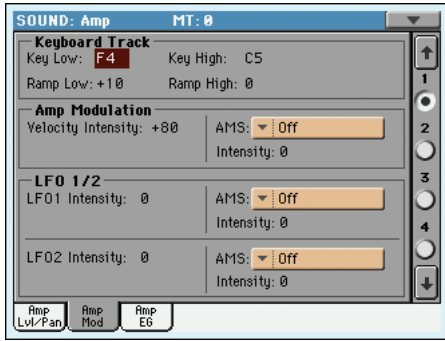 SOUND: Amp MT: 0
Keyboard Track
Key Low: F4 Key High: C5
Ramp Low: +10 Ramp High: 0
1
Amp Modulation
Velocity Intensity: +80 AMS: Off
2
Intensity: 0
LFO 1/2
3
LFO1 Intensity: 0 AMS: Off
Intensity: 0
4
LFO2 Intensity: 0 AMS: Off
Intensity: 0
Amp Lvl/Pan
Amp Mod
Amp EG